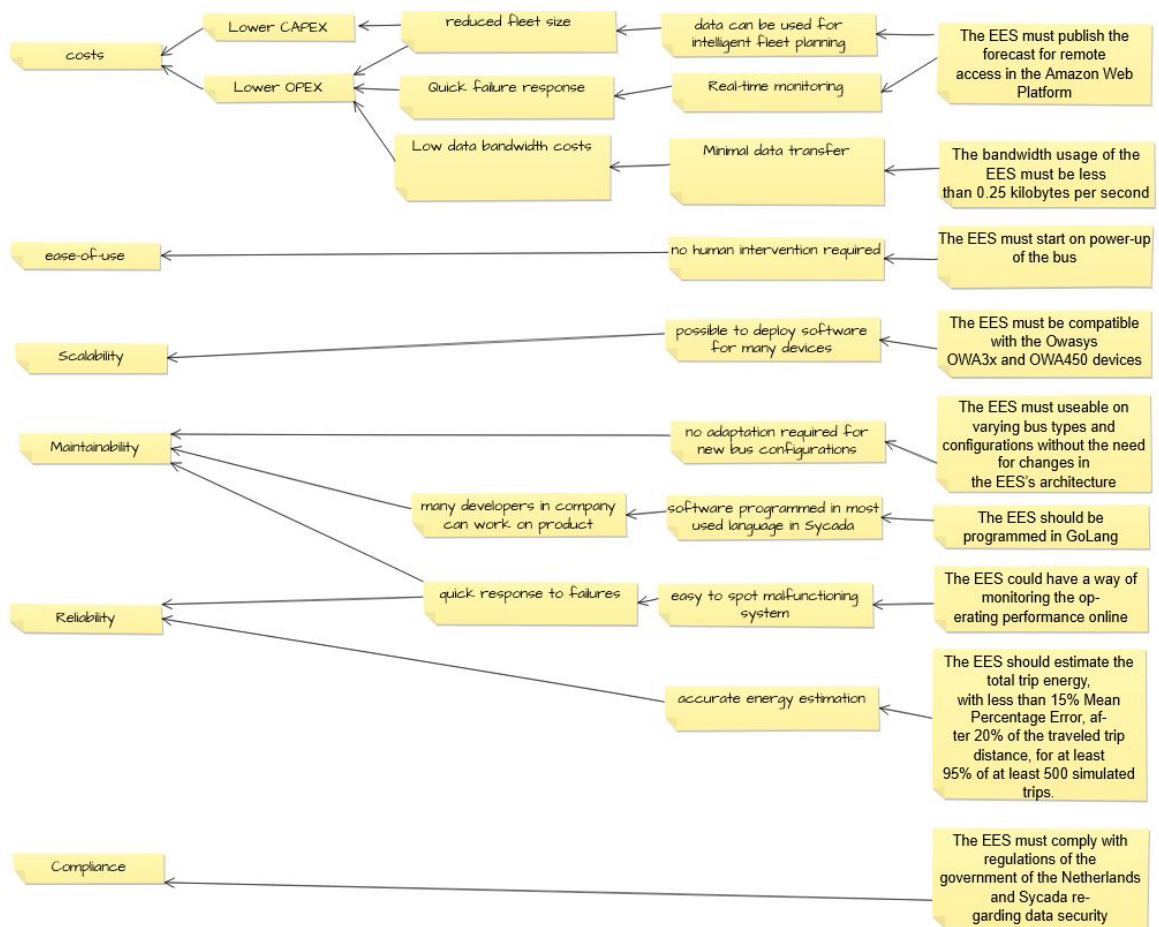 costs
Lower CAPEX
reduced fleet size
data can be used for
intelligent fleet planning
The EES must publish the
forecast for remote
access in the Amazon Web
Platform
Lower OPEX
Quick failure response
Real-time monitoring
Low data bandwidth costs
Minimal data transfer
The bandwidth usage of the
EES must be less
than 0.25 kilobytes per second
ease-of-use
no human intervention required
The EES must start on power-up
of the bus
Scalability
possible to deploy software
for many devices
The EES must be compatible
with the Owasys
OWA3x and OWA450 devices
Maintainability
no adaptation required for
new bus configurations
The EES must useable on
varying bus types and
configurations without the need
for changes in
the EES's architecture
many developers in company
can work on product
software programmed in most
used language in Sycada
The EES should be
programmed in GoLang
Reliability
quick response to failures
easy to spot malfunctioning
system
The EES could have a way of
monitoring the op-
erating performance online
accurate energy estimation
The EES should estimate the
total trip energy,
with less than 15% Mean
Percentage Error, af-
ter 20% of the traveled trip
distance, for at least
95% of at least 500 simulated
trips.
Compliance
The EES must comply with
regulations of the
government of the Netherlands
and Sycada re-
garding data security